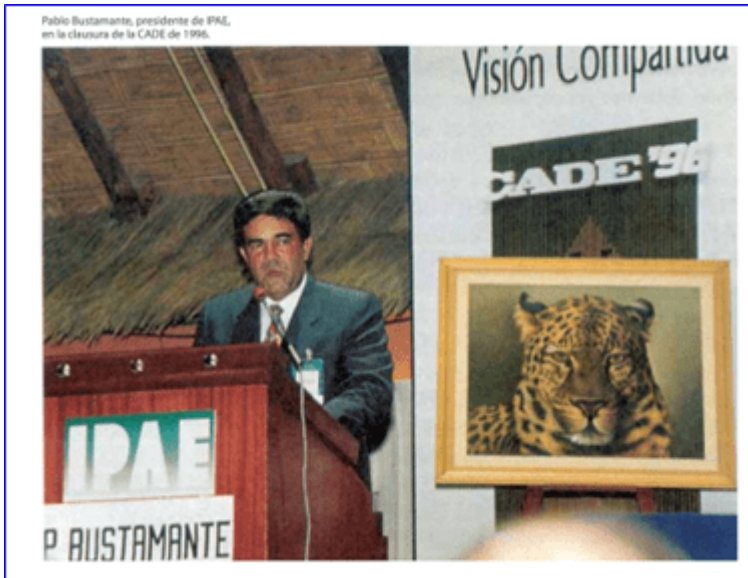 Pablo Bustamante, presidente de IPAE,
en la clausura de la CADE de 1996.
Visión Compartida
CADE '96
IPAE
P. BUSTAMANTE